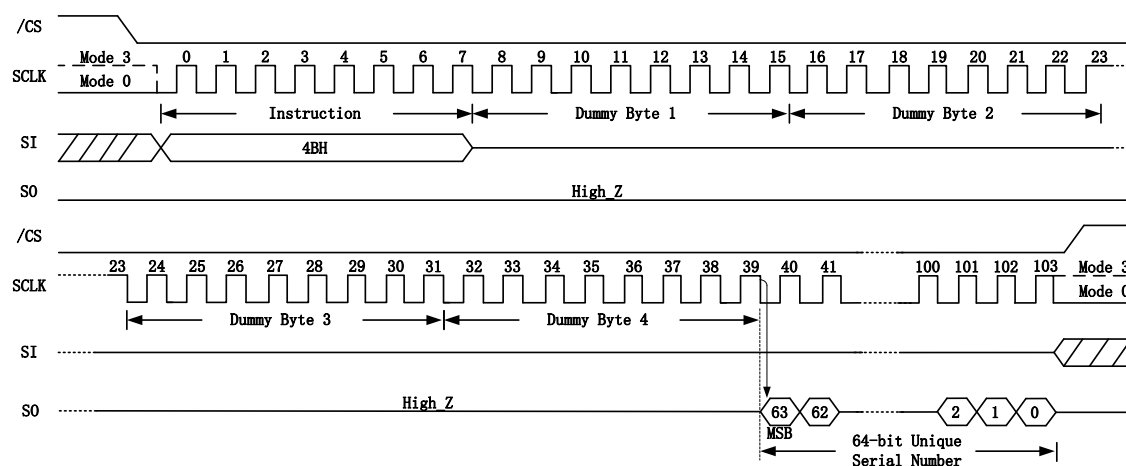 /CS
Mode 3 0 1 2 3 4 5 6 7 8 9 10 11 12 13 14 15 16 17 18 19 20 21 22 23
SCLK
Mode 0
Instruction Dummy Byte 1 Dummy Byte 2
SI 4BH
SO High_Z
/CS
23 24 25 26 27 28 29 30 31 32 33 34 35 36 37 38 39 40 41 100 101 102 103 Mode 3
SCLK
Mode 0
Dummy Byte 3 Dummy Byte 4
SI
High_Z
SO 63 62 2 1 0
MSB
64-bit Unique
Serial Number